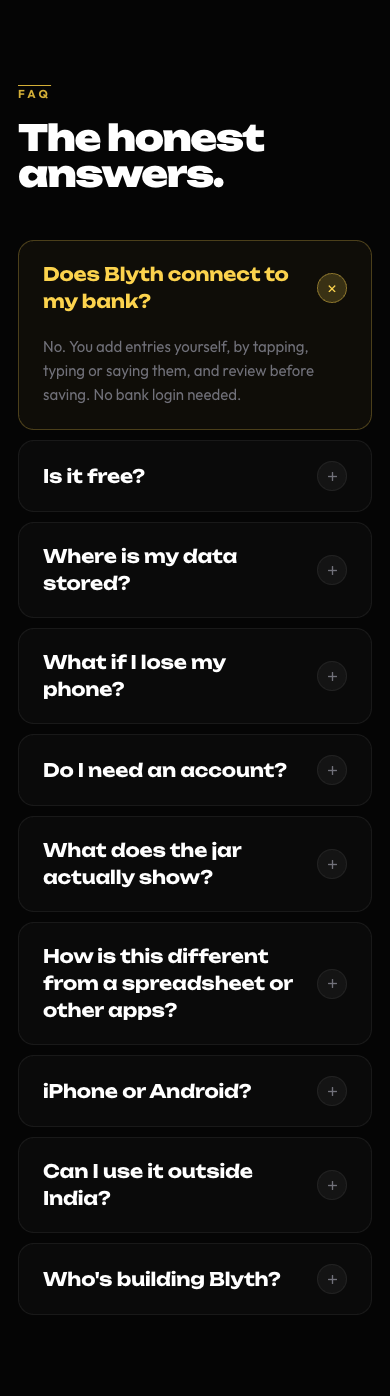 FAQ
The honest
answers.
Does Blyth connect to
my bank?
No. You add entries yourself, by tapping,
typing or saying them, and review before
saving. No bank login needed.
Is it free?
Where is my data
stored?
What if I lose my
phone?
Do I need an account?
What does the jar
actually show?
How is this different
from a spreadsheet or
other apps?
iPhone or Android?
Can I use it outside
India?
Who's building Blyth?